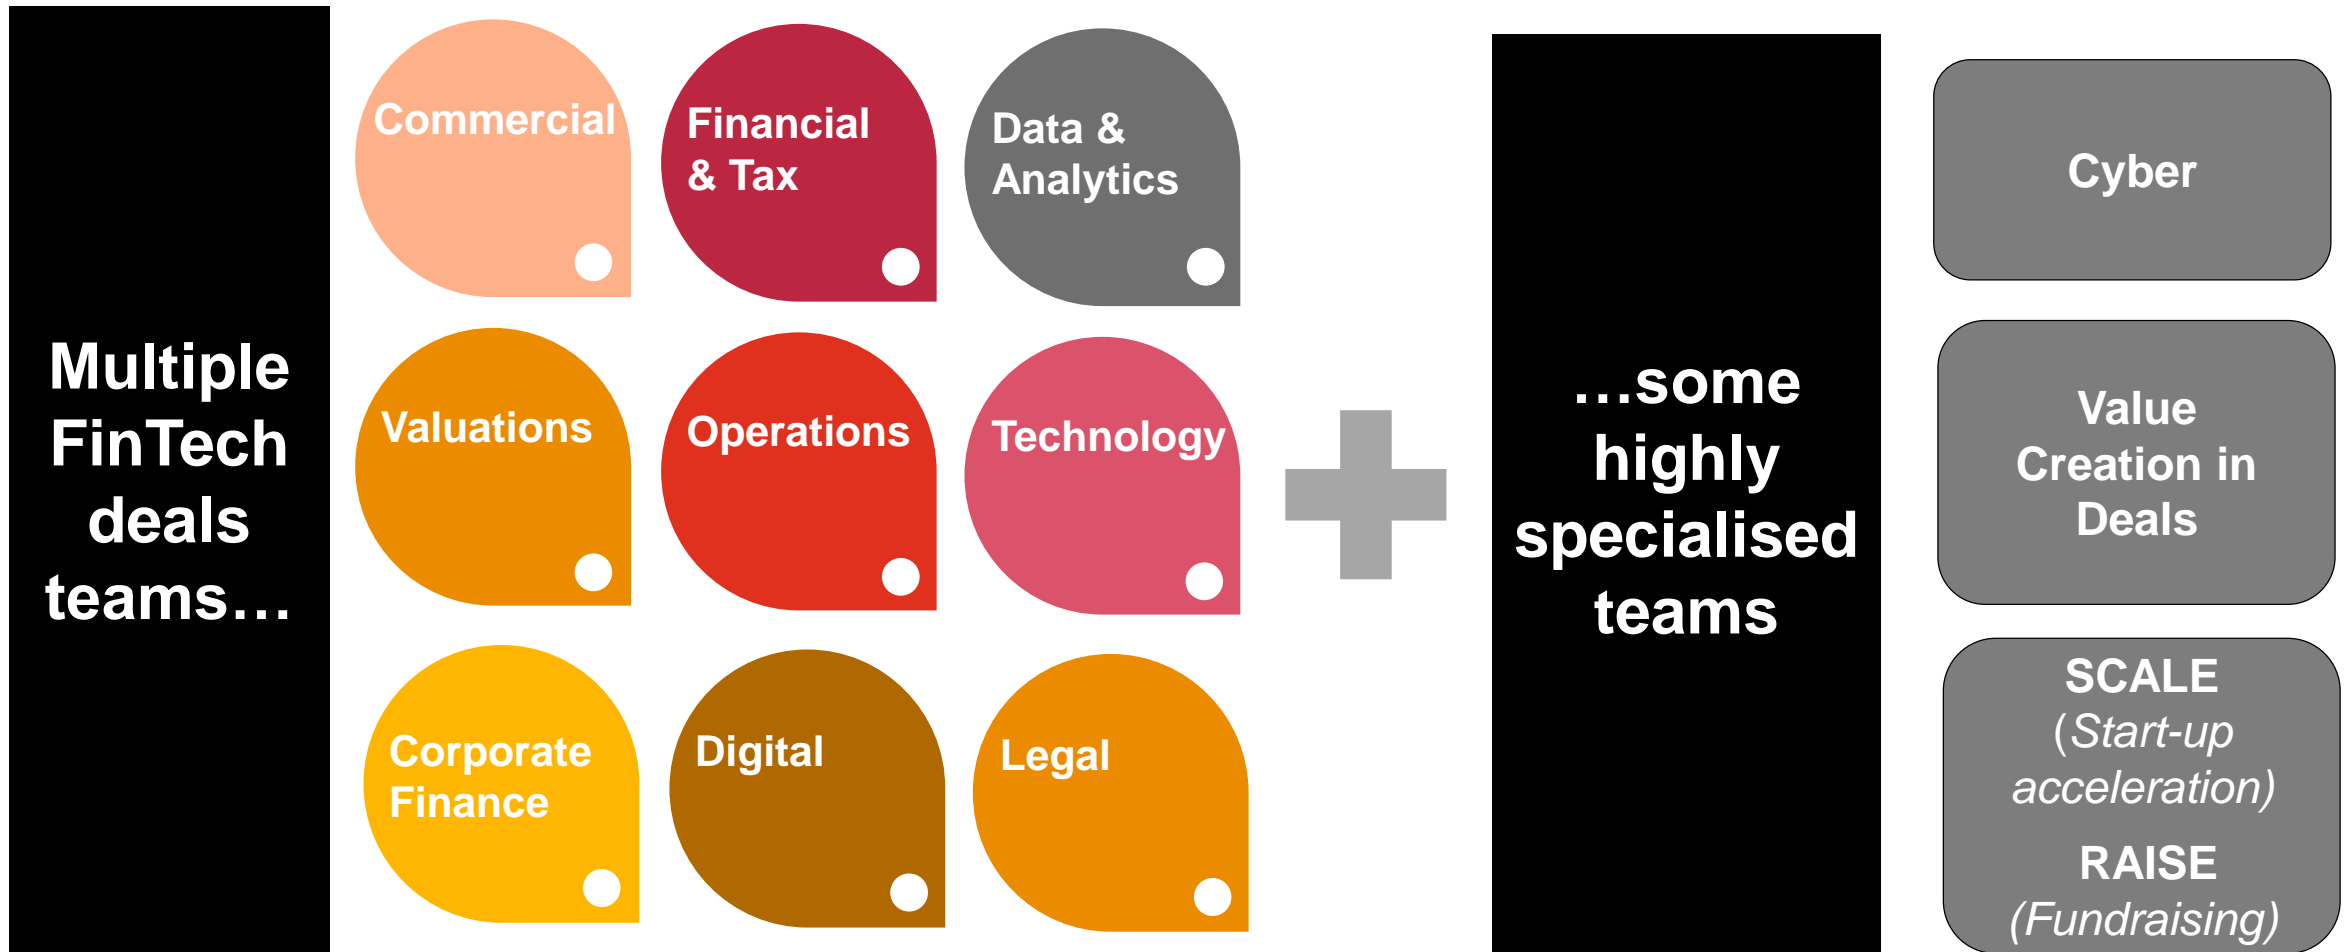 Multiple
FinTech
deals
teams…
Commercial
Financial
& Tax
Data &
Analytics
Valuations
Operations
Technology
Corporate
Finance
Digital
Legal
…some
highly
specialised
teams
Cyber
Value
Creation in
Deals
SCALE
(Start-up
acceleration)
RAISE
(Fundraising)